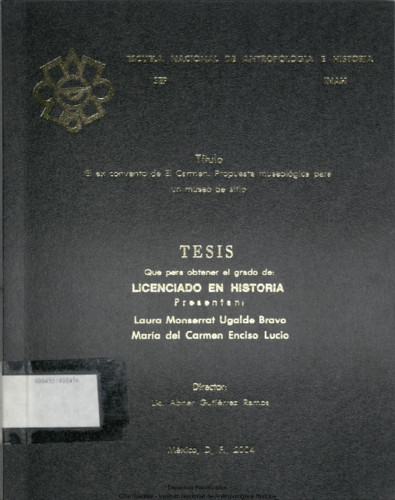 ESCUELA NACIONAL DE ANTROPOLOGIA E HISTORIA
SEP INAH
Título
El ex convento de El Carmen. Propuesta museológica para
un museo de sitio
TESIS
Que para obtener el grado de:
LICENCIADO EN HISTORIA
Presentan:
Laura Monserrat Ugalde Bravo
María del Carmen Enciso Lucio
Director:
Lic. Abner Gutiérrez Ramos
México, D. F. 2004